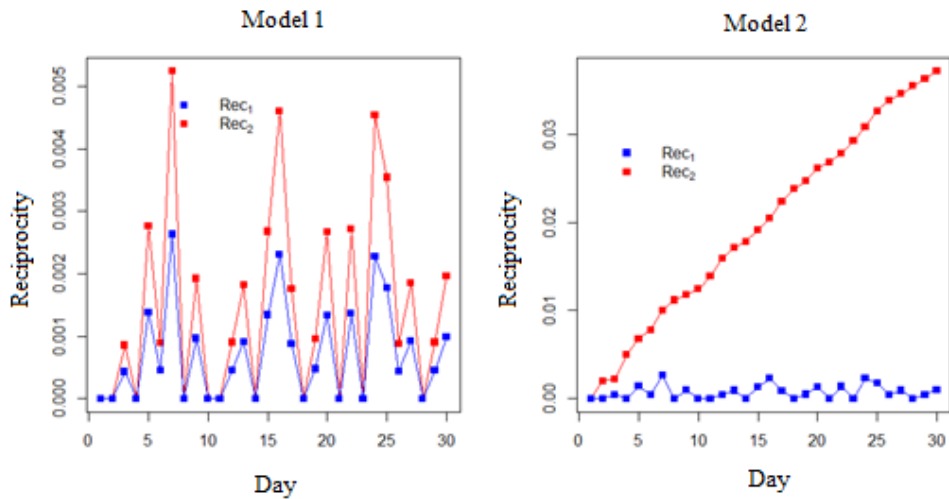 Model 1
Reciprocity
0.000 0.001 0.002 0.003 0.004 0.005
Rec1
Rec2
0 5 10 15 20 25 30
Day
Model 2
Reciprocity
0.00 0.01 0.02 0.03
Rec1
Rec2
0 5 10 15 20 25 30
Day